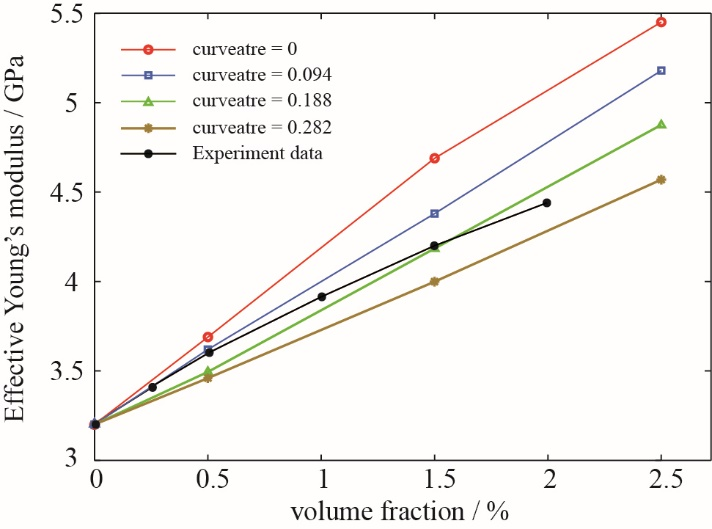 Effective Young's modulus / GPa
5.5
5
4.5
4
3.5
3
curveatre = 0
curveatre = 0.094
curveatre = 0.188
curveatre = 0.282
Experiment data
0 0.5 1 1.5 2 2.5
volume fraction / %